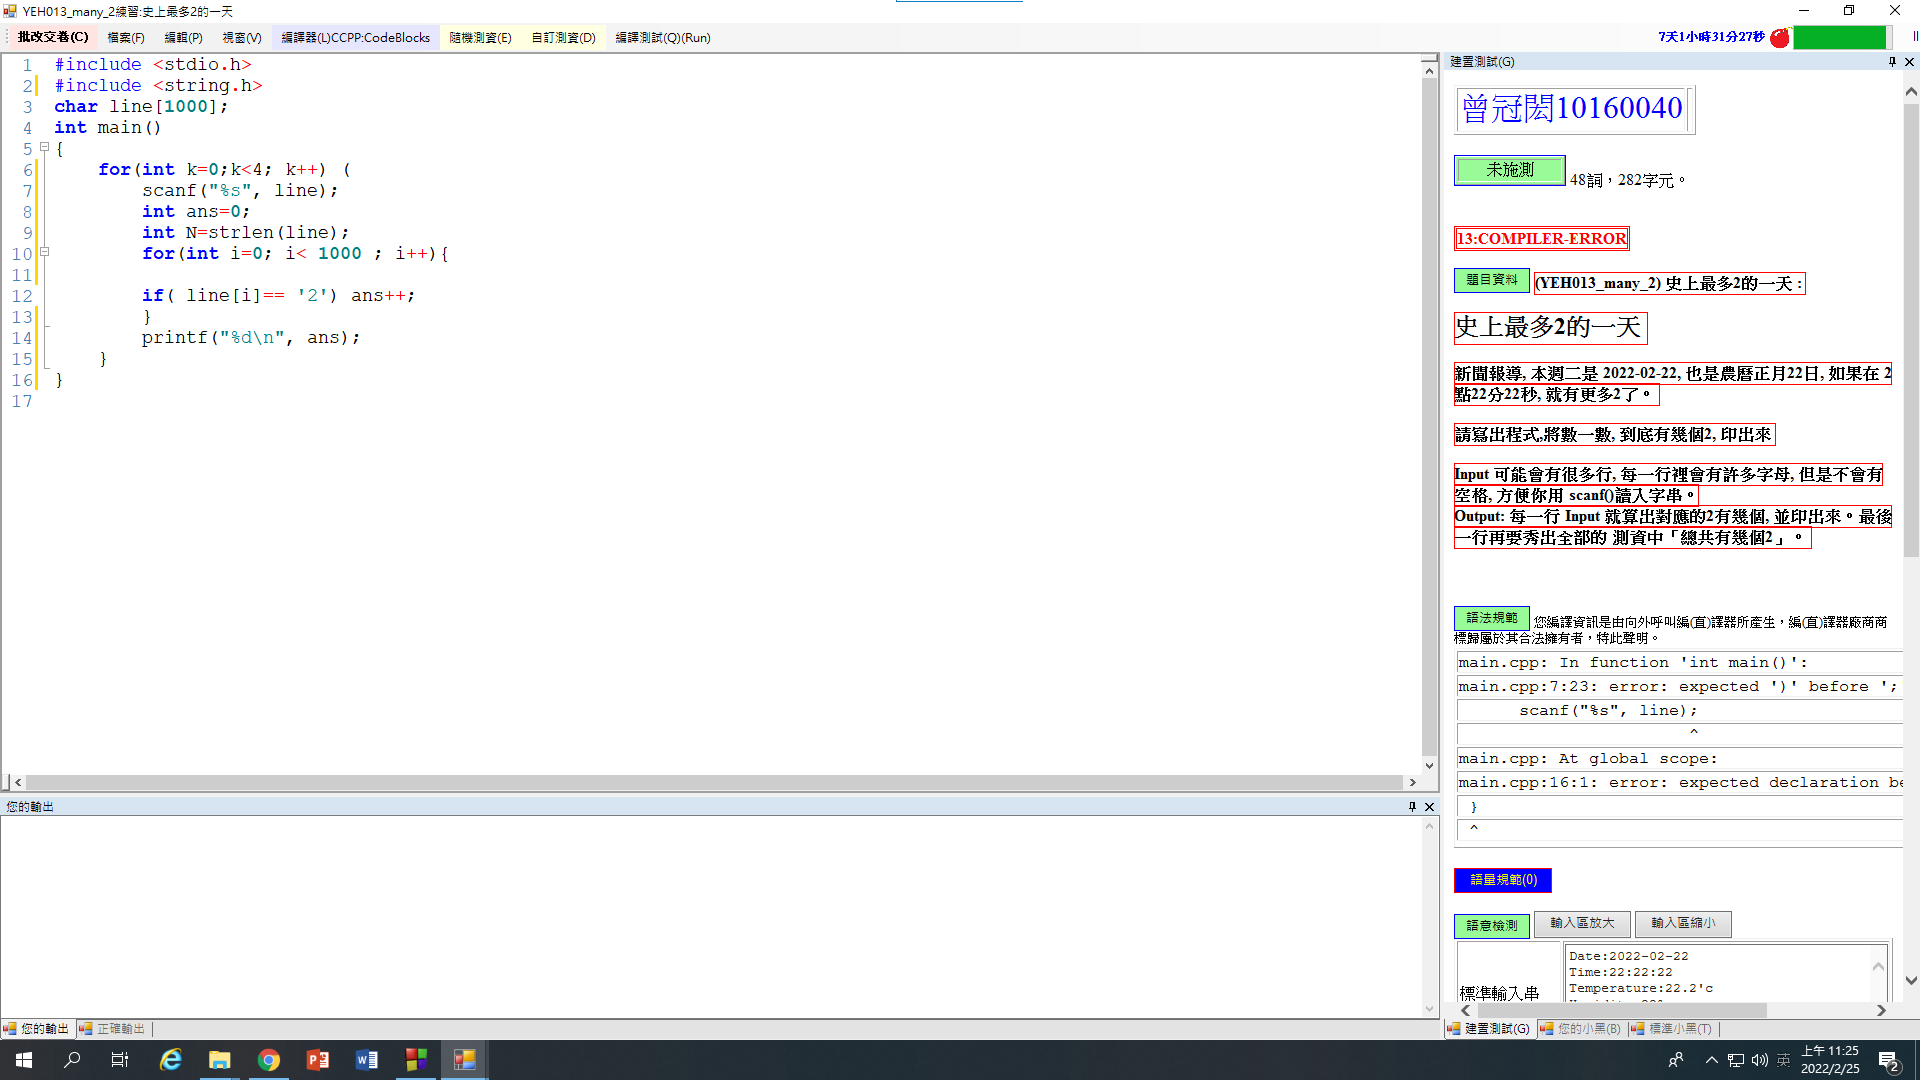 YEH013_many_2練習:史上最多2的一天
批改交卷(C) 檔案(F) 編輯(P) 視窗(V) 編譯器(L)CCPP:CodeBlocks 隨機測資(E) 自訂測資(D) 編譯測試(Q)(Run) 7天1小時31分27秒
1 #include <stdio.h>
2 #include <string.h>
3 char line[1000];
4 int main()
5 {
6 for(int k=0;k<4; k++) (
7 scanf("%s", line);
8 int ans=0;
9 int N=strlen(line);
10 for(int i=0; i< 1000 ; i++){
11
12 if( line[i]== '2') ans++;
13 }
14 printf("%d\n", ans);
15 }
16 }
17
您的輸出
您的輸出 正確輸出
建置測試(G)
曾冠閎10160040
未施測 48詞，282字元。
13:COMPILER-ERROR
題目資料 (YEH013_many_2) 史上最多2的一天 :
史上最多2的一天
新聞報導, 本週二是 2022-02-22, 也是農曆正月22日, 如果在 2
點22分22秒, 就有更多2了。
請寫出程式,將數一數, 到底有幾個2, 印出來
Input 可能會有很多行, 每一行裡會有許多字母, 但是不會有
空格, 方便你用 scanf()讀入字串。
Output: 每一行 Input 就算出對應的2有幾個, 並印出來。最後
一行再要秀出全部的 測資中「總共有幾個2」。
語法規範 您編譯資訊是由向外呼叫編(直)譯器所產生，編(直)譯器廠商商
標歸屬於其合法擁有者，特此聲明。
main.cpp: In function 'int main()':
main.cpp:7:23: error: expected ')' before ';
scanf("%s", line);
^
main.cpp: At global scope:
main.cpp:16:1: error: expected declaration be
}
^
語量規範(0)
語意檢測 輸入區放大 輸入區縮小
標準輸入串
Date:2022-02-22
Time:22:22:22
Temperature:22.2'c
建置測試(G) 您的小黑(B) 標準小黑(T)
英
上午 11:25
2022/2/25
2